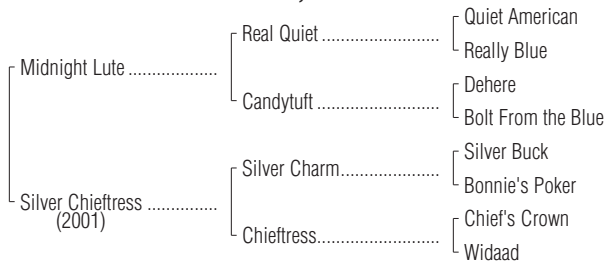 Quiet American
Real Quiet ........................
Really Blue
Midnight Lute ..................
Dehere
Candytuft .........................
Bolt From the Blue
Silver Buck
Silver Charm....................
Bonnie's Poker
Silver Chieftress ..............
(2001)
Chief's Crown
Chieftress.........................
Widaad